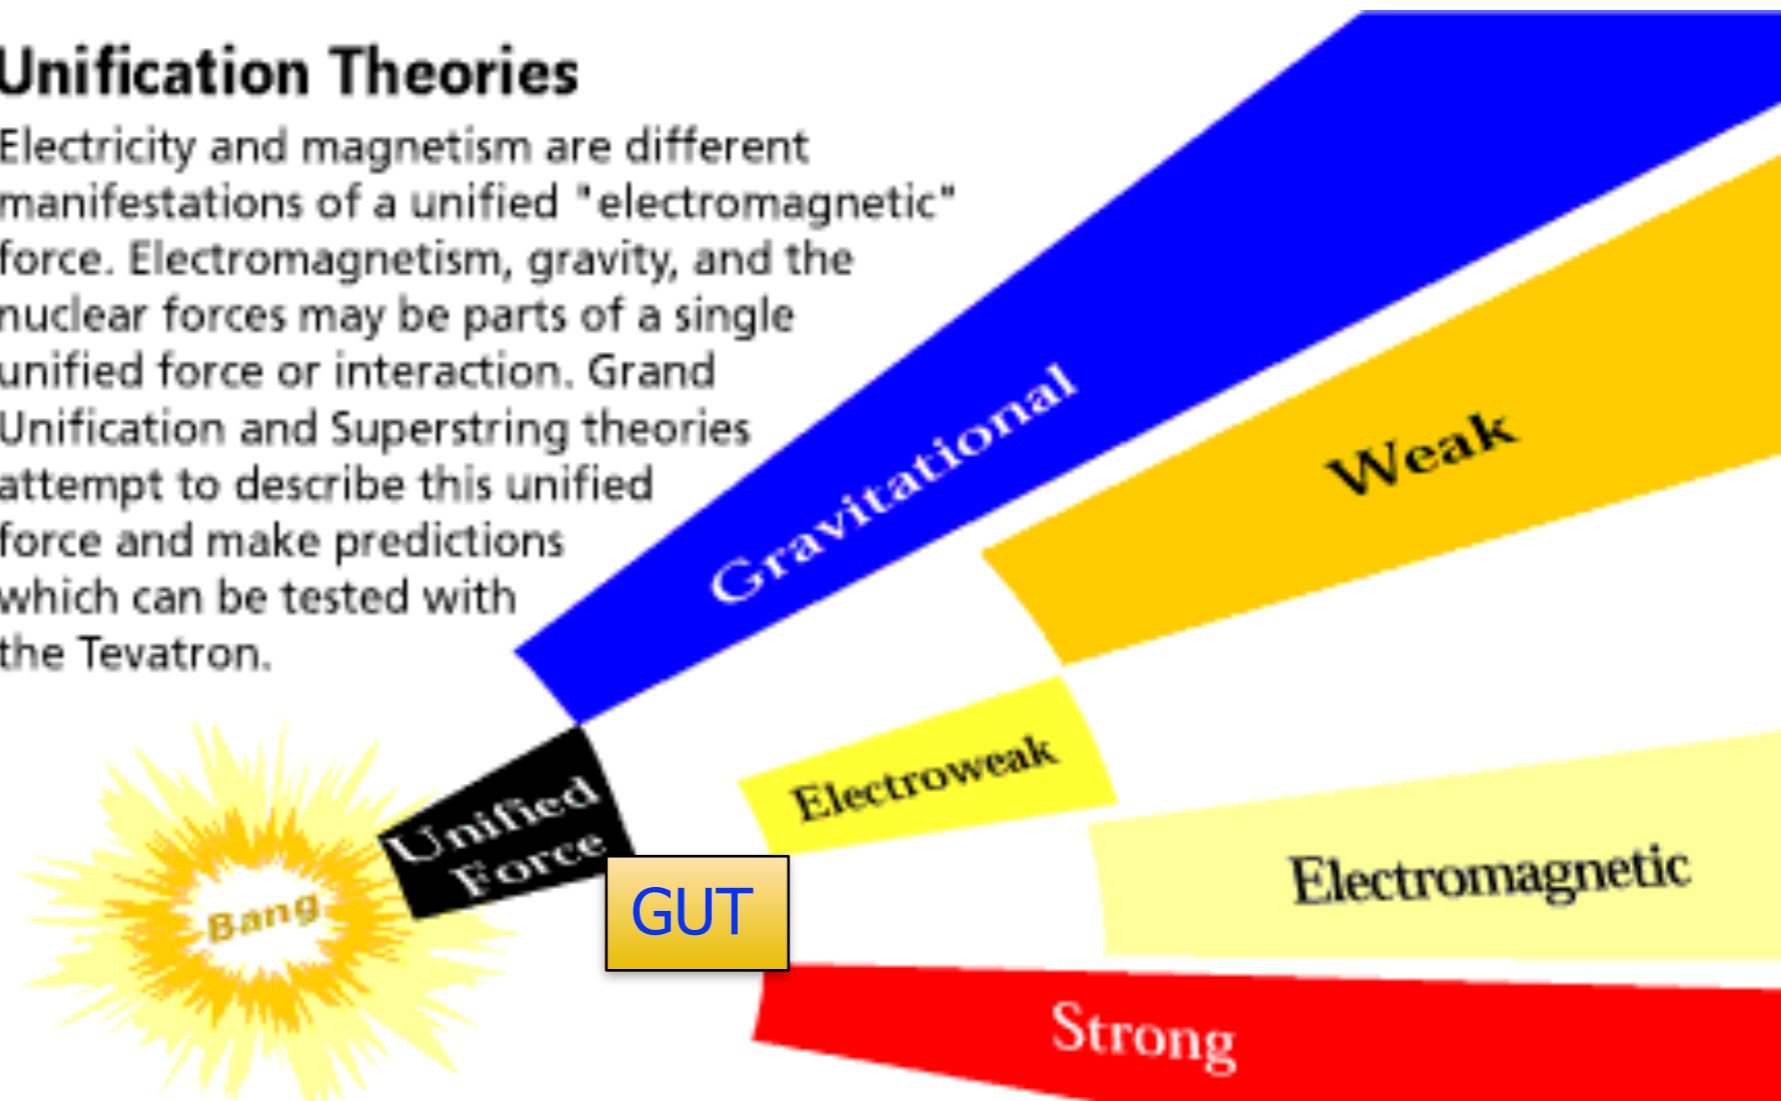 Unification Theories
Electricity and magnetism are different
manifestations of a unified "electromagnetic"
force. Electromagnetism, gravity, and the
nuclear forces may be parts of a single
unified force or interaction. Grand
Unification and Superstring theories
attempt to describe this unified
force and make predictions
which can be tested with
the Tevatron.
Gravitational
Weak
Electroweak
Unified
Force
Bang
GUT
Electromagnetic
Strong